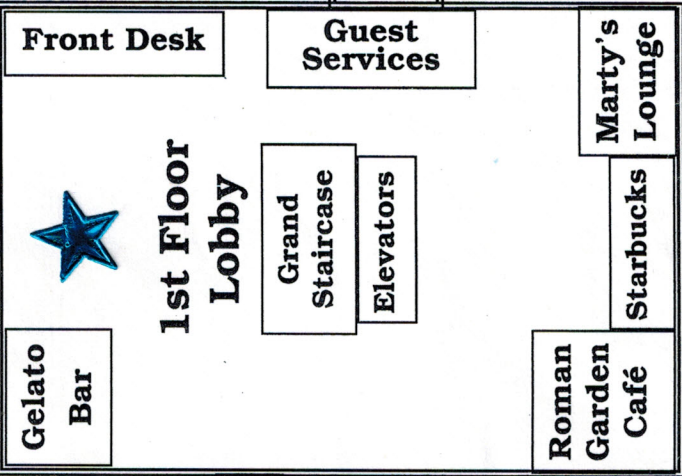 Front Desk
Guest
Services
Marty's
Lounge
1st Floor
Lobby
Grand
Staircase
Elevators
Starbucks
Gelato
Bar
Roman
Garden
Café